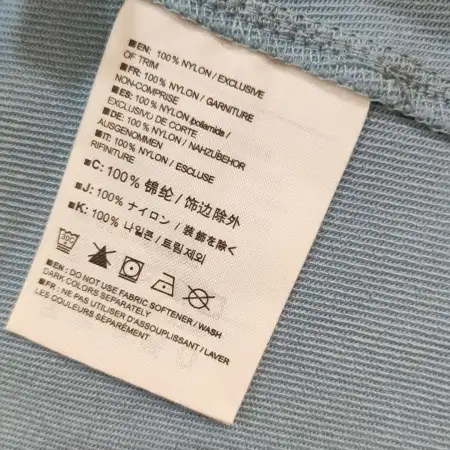 ■EN: 100% NYLON / EXCLUSIVE
OF TRIM
■FR: 100% NYLON / GARNITURE
NON-COMPRISE
■ES: 100% NYLON poliamida /
EXCLUSIVO DE CORTE
■DE: 100% NYLON / NAHZUBEHOR
AUSGENOMMEN
■IT: 100% NYLON / ESCLUSE
RIFINITURE
■C: 100% 锦纶 / 饰边除外
■J: 100% ナイロン / 装飾を除く
■K: 100% 나일론 / 트림제외
30C
■EN: DO NOT USE FABRIC SOFTENER / WASH
DARK COLORS SEPARATELY
■FR: NE PAS UTILISER D'ASSOUPLISSANT / LAVER
LES COULEURS SÉPARÉMENT